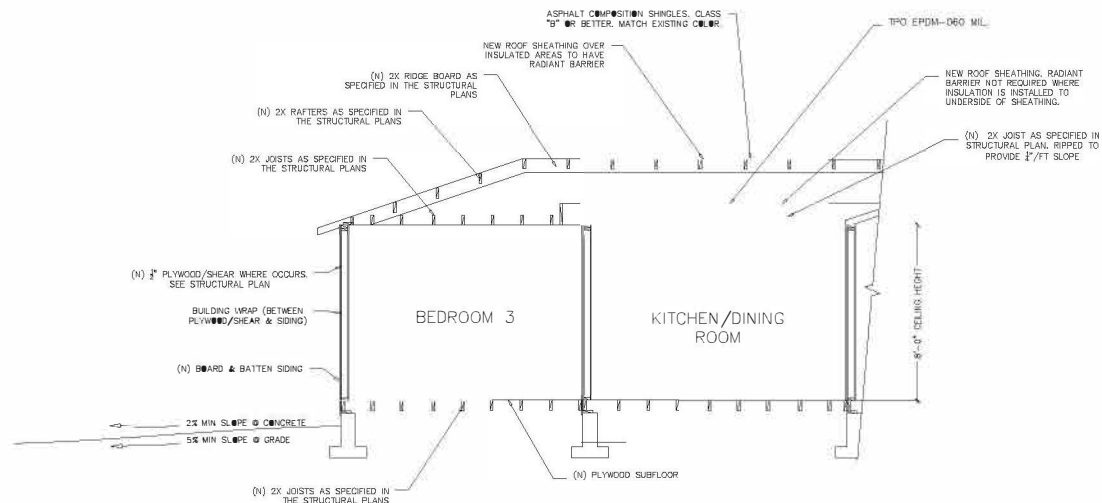 ASPHALT COMPOSITION SHINGLES. CLASS
"B" OR BETTER. MATCH EXISTING COLOR.
TPO EPDM-060 MIL.
NEW ROOF SHEATHING OVER
INSULATED AREAS TO HAVE
RADIANT BARRIER
(N) 2X RIDGE BOARD AS
SPECIFIED IN THE STRUCTURAL
PLANS
NEW ROOF SHEATHING. RADIANT
BARRIER NOT REQUIRED WHERE
INSULATION IS INSTALLED TO
UNDERSIDE OF SHEATHING.
(N) 2X RAFTERS AS SPECIFIED IN
THE STRUCTURAL PLANS
(N) 2X JOIST AS SPECIFIED IN
STRUCTURAL PLAN. RIPPED TO
PROVIDE ¼"/FT SLOPE
(N) 2X JOISTS AS SPECIFIED IN
THE STRUCTURAL PLANS
(N) ½" PLYWOOD/SHEAR WHERE OCCURS.
SEE STRUCTURAL PLAN
BUILDING WRAP (BETWEEN
PLYWOOD/SHEAR & SIDING)
BEDROOM 3
KITCHEN/DINING
ROOM
8'-0" CEILING HEIGHT
(N) BOARD & BATTEN SIDING
2% MIN SLOPE @ CONCRETE
5% MIN SLOPE @ GRADE
(N) PLYWOOD SUBFLOOR
(N) 2X JOISTS AS SPECIFIED IN
THE STRUCTURAL PLANS